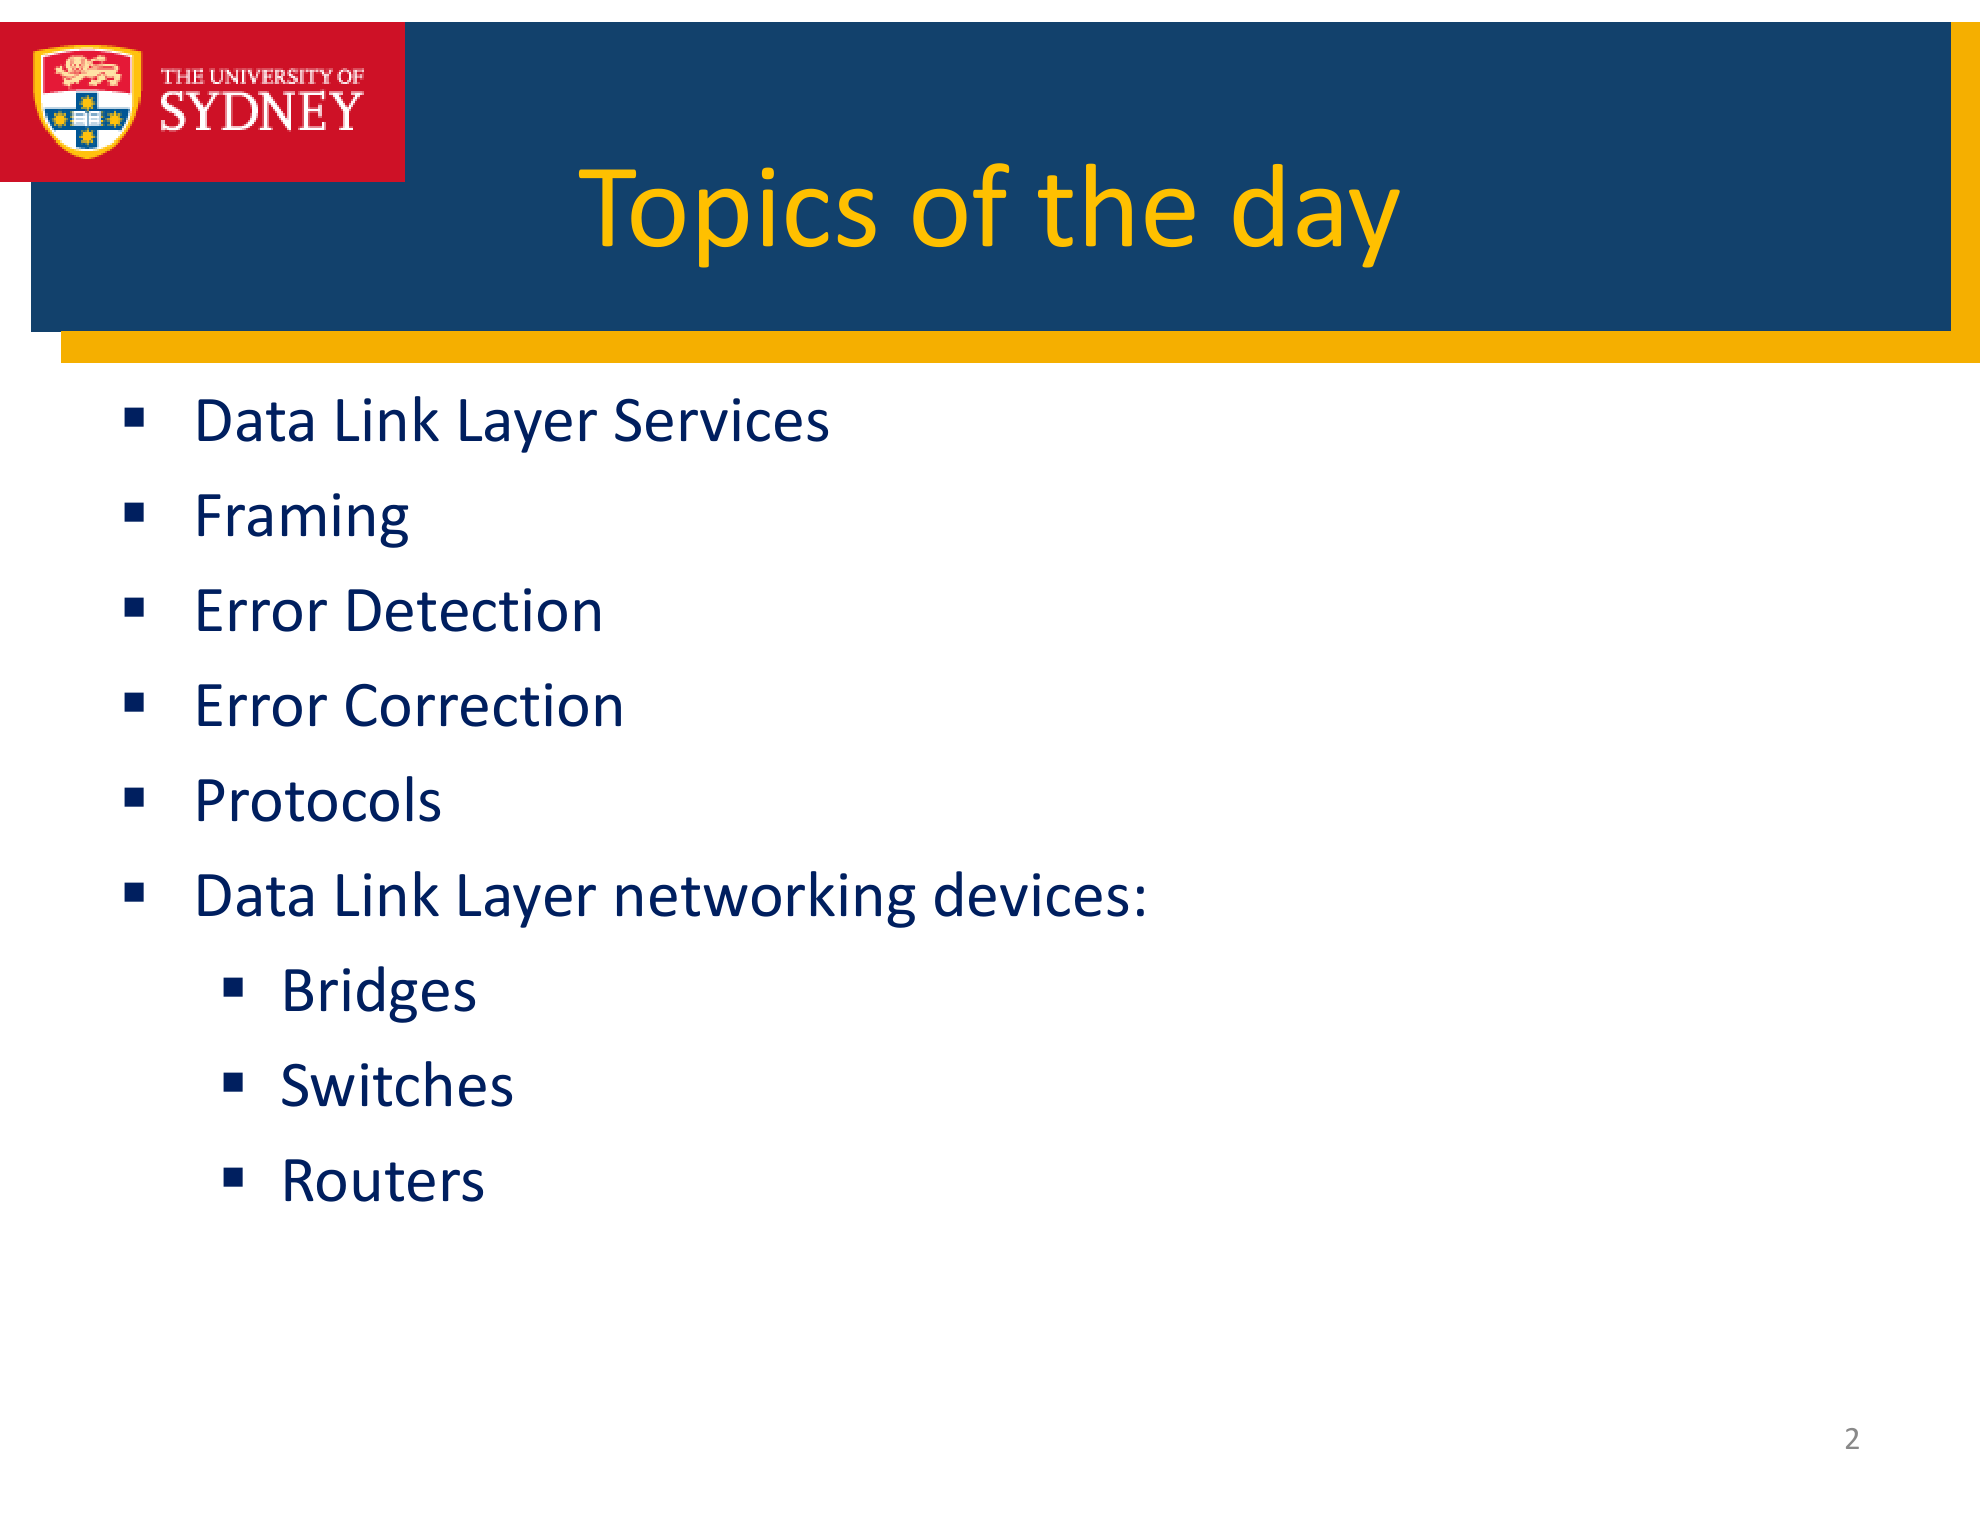 THE UNIVERSITY OF
SYDNEY
Topics of the day
▪ Data Link Layer Services
▪ Framing
▪ Error Detection
▪ Error Correction
▪ Protocols
▪ Data Link Layer networking devices:
▪ Bridges
▪ Switches
▪ Routers
2